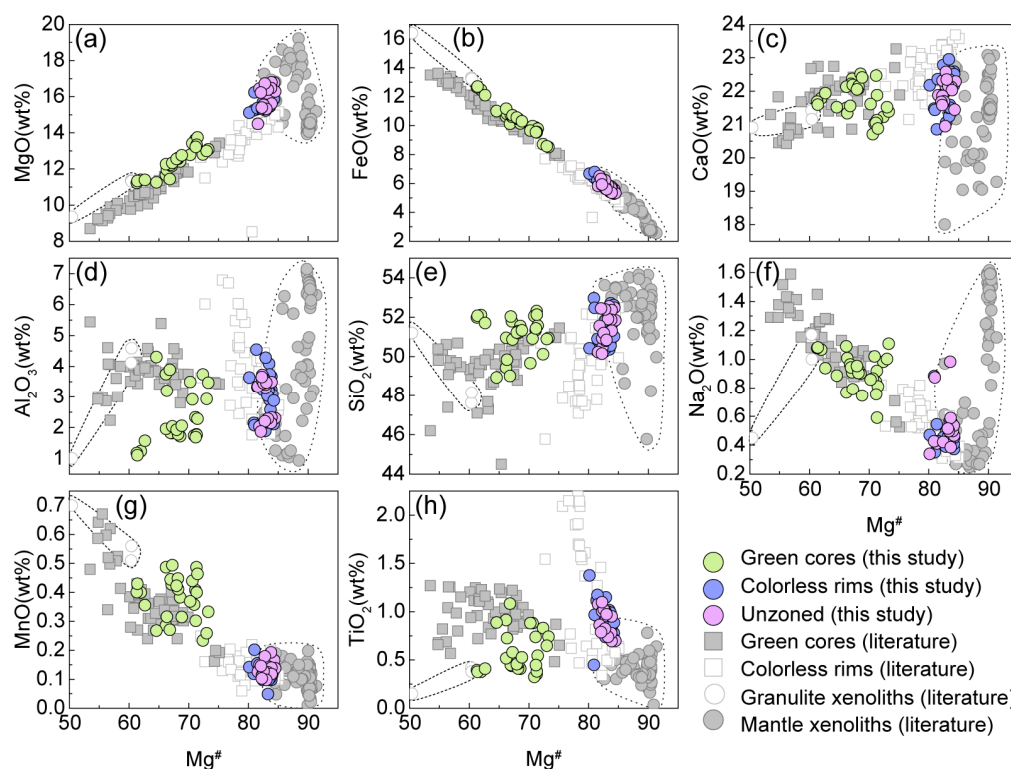 (a)
MgO(wt%)
20
18
16
14
12
10
8
(b)
FeO(wt%)
16
14
12
10
8
6
4
2
(c)
CaO(wt%)
24
23
22
21
20
19
18
(d)
Al₂O₃(wt%)
7
6
5
4
3
2
1
(e)
SiO₂(wt%)
54
52
50
48
46
44
(f)
Na₂O(wt%)
1.6
1.4
1.2
1.0
0.8
0.6
0.4
0.2
50 60 70 80 90
Mg#
(g)
MnO(wt%)
0.7
0.6
0.5
0.4
0.3
0.2
0.1
0.0
50 60 70 80 90
Mg#
(h)
TiO₂(wt%)
2.0
1.5
1.0
0.5
0.0
50 60 70 80 90
Mg#
Green cores (this study)
Colorless rims (this study)
Unzoned (this study)
Green cores (literature)
Colorless rims (literature)
Granulite xenoliths (literature)
Mantle xenoliths (literature)